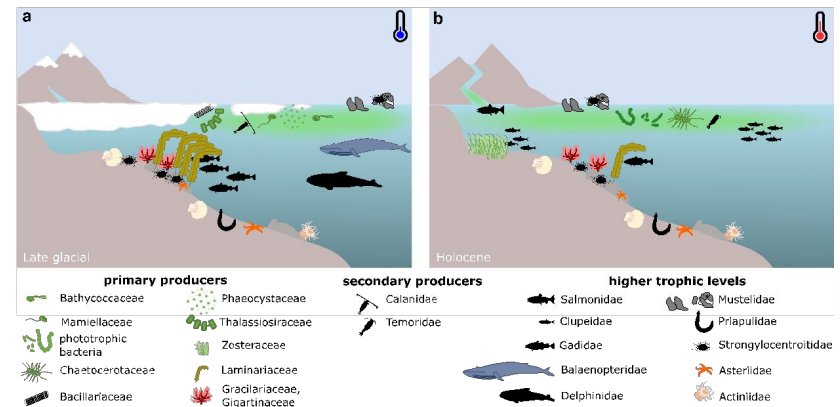 a
b
Late glacial
Holocene
primary producers
secondary producers
higher trophic levels
Bathycoccaceae
Mamiellaceae
phototrophic
bacteria
Chaetocerotaceae
Bacillariaceae
Phaeocystaceae
Thalassiosiraceae
Zosteraceae
Laminariaceae
Gracilariaceae,
Gigartinaceae
Calanidae
Temoridae
Salmonidae
Clupeidae
Gadidae
Balaenopteridae
Delphinidae
Mustelidae
Priapulidae
Strongylocentroitidae
Asteriidae
Actiniidae